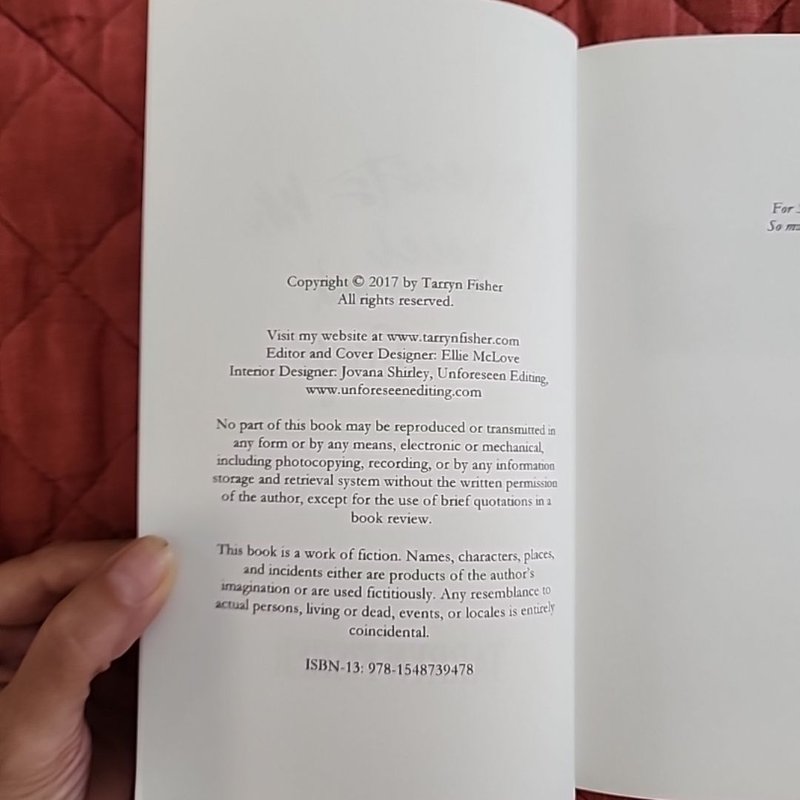 Copyright © 2017 by Tarryn Fisher
All rights reserved.
Visit my website at www.tarrynfisher.com
Editor and Cover Designer: Ellie McLove
Interior Designer: Jovana Shirley, Unforeseen Editing,
www.unforeseenediting.com
No part of this book may be reproduced or transmitted in
any form or by any means, electronic or mechanical,
including photocopying, recording, or by any information
storage and retrieval system without the written permission
of the author, except for the use of brief quotations in a
book review.
This book is a work of fiction. Names, characters, places,
and incidents either are products of the author's
imagination or are used fictitiously. Any resemblance to
actual persons, living or dead, events, or locales is entirely
coincidental.
ISBN-13: 978-1548739478
For
So